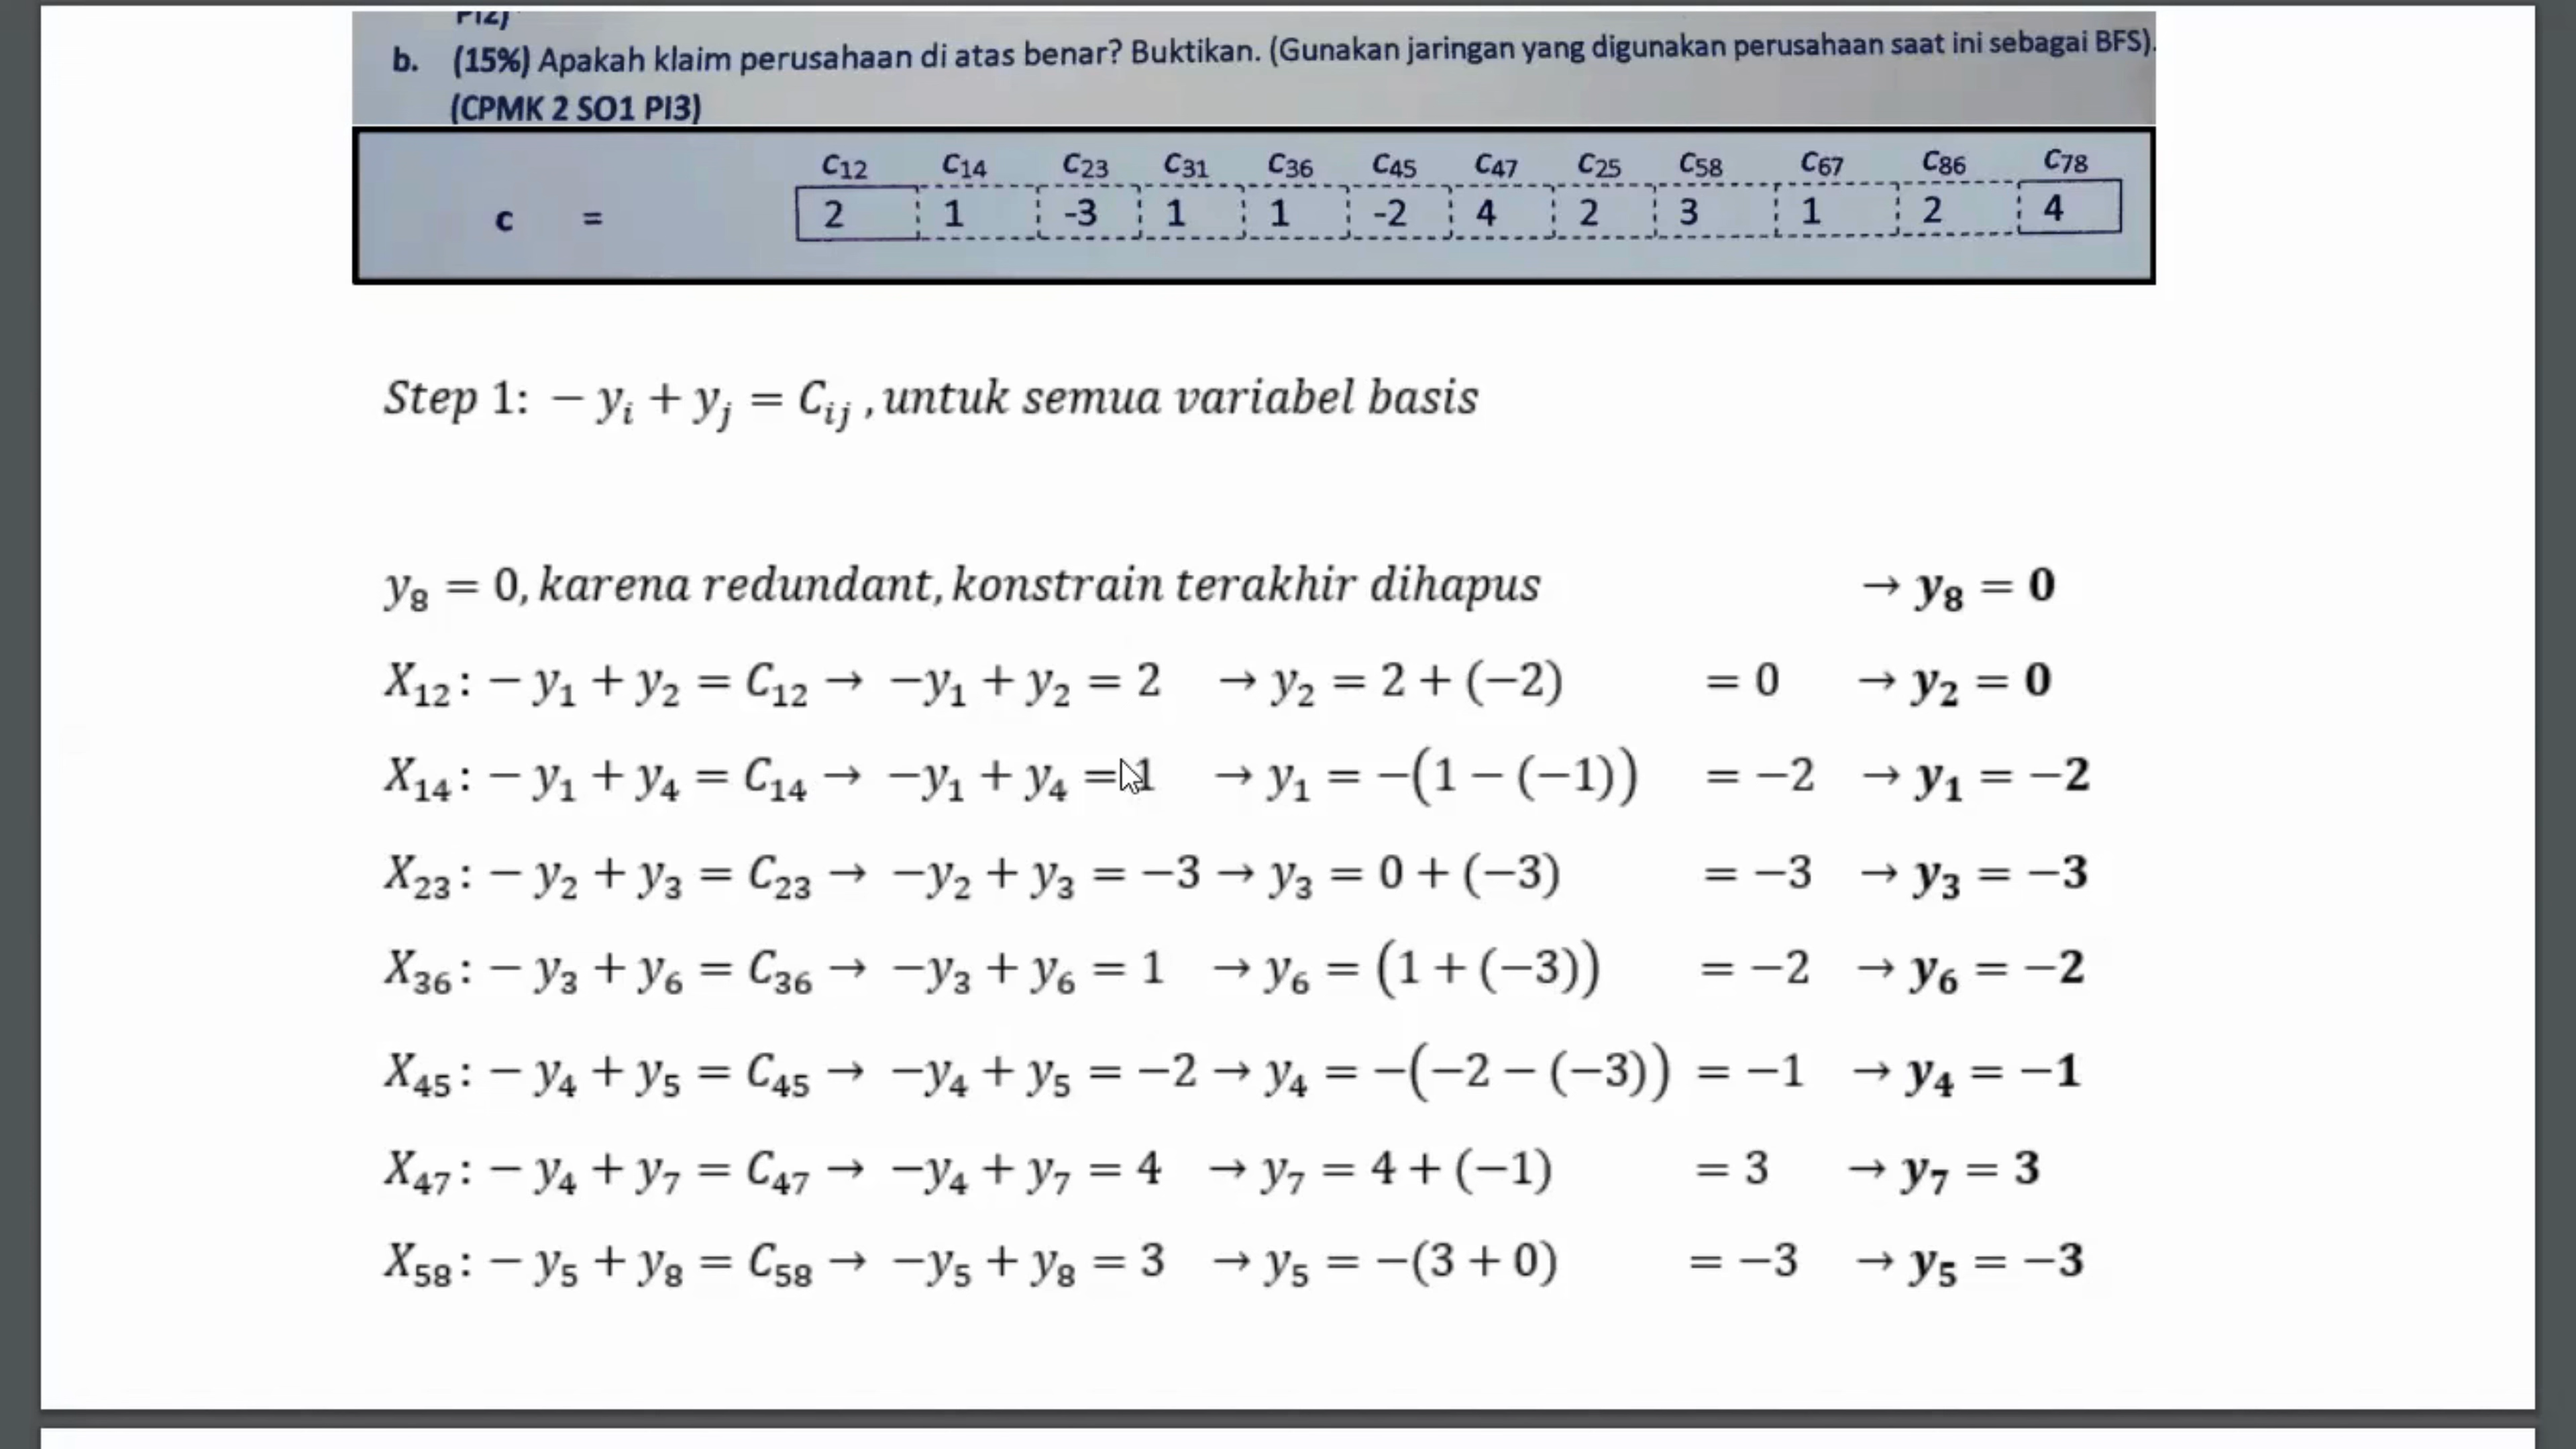 PI2)
b. (15%) Apakah klaim perusahaan di atas benar? Buktikan. (Gunakan jaringan yang digunakan perusahaan saat ini sebagai BFS).
(CPMK 2 SO1 PI3)
C12 C14 C23 C31 C36 C45 C47 C25 C58 C67 C86 C78
c = 2 1 -3 1 1 -2 4 2 3 1 2 4
Step 1: − yᵢ + yⱼ = Cᵢⱼ , untuk semua variabel basis
y₈ = 0, karena redundant, konstrain terakhir dihapus → y₈ = 0
X₁₂: − y₁ + y₂ = C₁₂ → −y₁ + y₂ = 2 → y₂ = 2 + (−2) = 0 → y₂ = 0
X₁₄: − y₁ + y₄ = C₁₄ → −y₁ + y₄ = 1 → y₁ = −(1 − (−1)) = −2 → y₁ = −2
X₂₃: − y₂ + y₃ = C₂₃ → −y₂ + y₃ = −3 → y₃ = 0 + (−3) = −3 → y₃ = −3
X₃₆: − y₃ + y₆ = C₃₆ → −y₃ + y₆ = 1 → y₆ = (1 + (−3)) = −2 → y₆ = −2
X₄₅: − y₄ + y₅ = C₄₅ → −y₄ + y₅ = −2 → y₄ = −(−2 − (−3)) = −1 → y₄ = −1
X₄₇: − y₄ + y₇ = C₄₇ → −y₄ + y₇ = 4 → y₇ = 4 + (−1) = 3 → y₇ = 3
X₅₈: − y₅ + y₈ = C₅₈ → −y₅ + y₈ = 3 → y₅ = −(3 + 0) = −3 → y₅ = −3